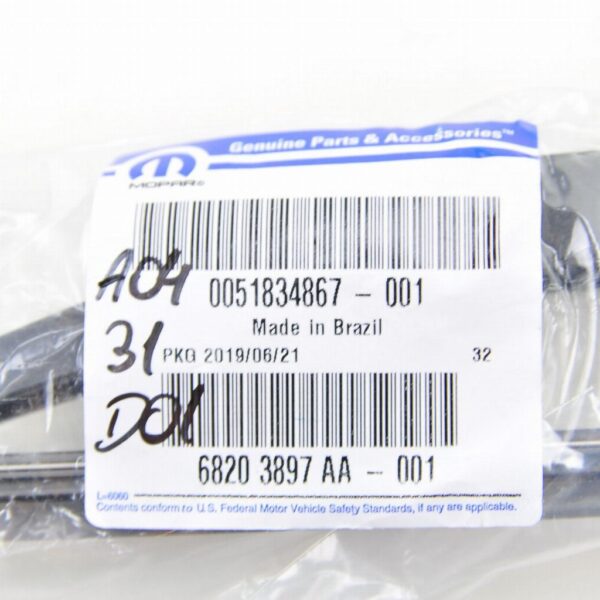 Genuine Parts & Accessories™
MOPAR®
A04
0051834867 - 001
Made in Brazil
31
PKG 2019/06/21 32
D01
6820 3897 AA - 001
L=6060
Contents conform to U.S. Federal Motor Vehicle Safety Standards, if any are applicable.